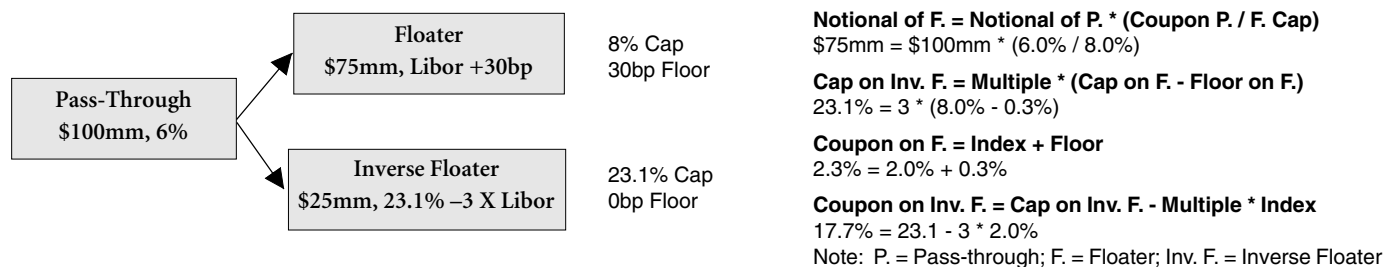 Pass-Through
$100mm, 6%
Floater
$75mm, Libor +30bp
8% Cap
30bp Floor
Inverse Floater
$25mm, 23.1% –3 X Libor
23.1% Cap
0bp Floor
Notional of F. = Notional of P. * (Coupon P. / F. Cap)
$75mm = $100mm * (6.0% / 8.0%)
Cap on Inv. F. = Multiple * (Cap on F. - Floor on F.)
23.1% = 3 * (8.0% - 0.3%)
Coupon on F. = Index + Floor
2.3% = 2.0% + 0.3%
Coupon on Inv. F. = Cap on Inv. F. - Multiple * Index
17.7% = 23.1 - 3 * 2.0%
Note: P. = Pass-through; F. = Floater; Inv. F. = Inverse Floater